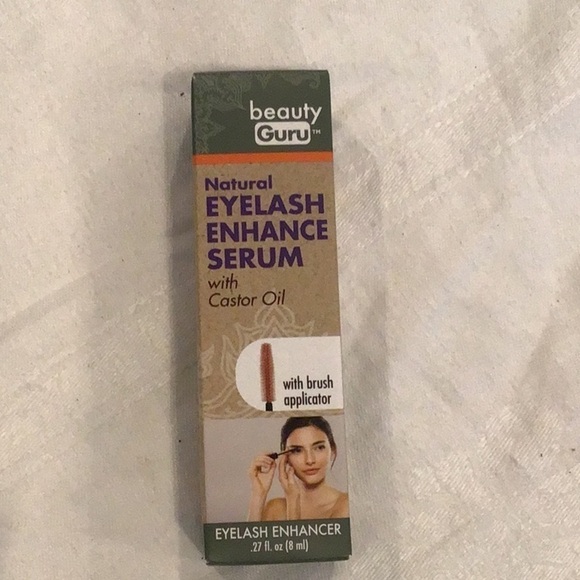 beauty
Guru™
Natural
EYELASH
ENHANCE
SERUM
with
Castor Oil
with brush
applicator
EYELASH ENHANCER
.27 fl. oz (8 ml)